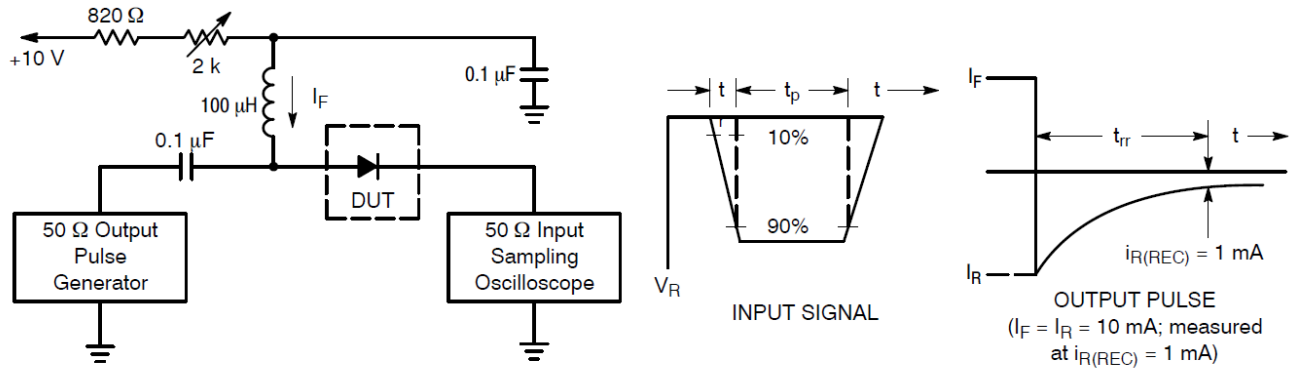 820 Ω
+10 V
2 k
100 µH
I_F
0.1 µF
0.1 µF
DUT
50 Ω Output
Pulse
Generator
50 Ω Input
Sampling
Oscilloscope
t
t_p
t
r
10%
90%
V_R
INPUT SIGNAL
I_F
t_rr
t
I_R
i_R(REC) = 1 mA
OUTPUT PULSE
(I_F = I_R = 10 mA; measured
at i_R(REC) = 1 mA)